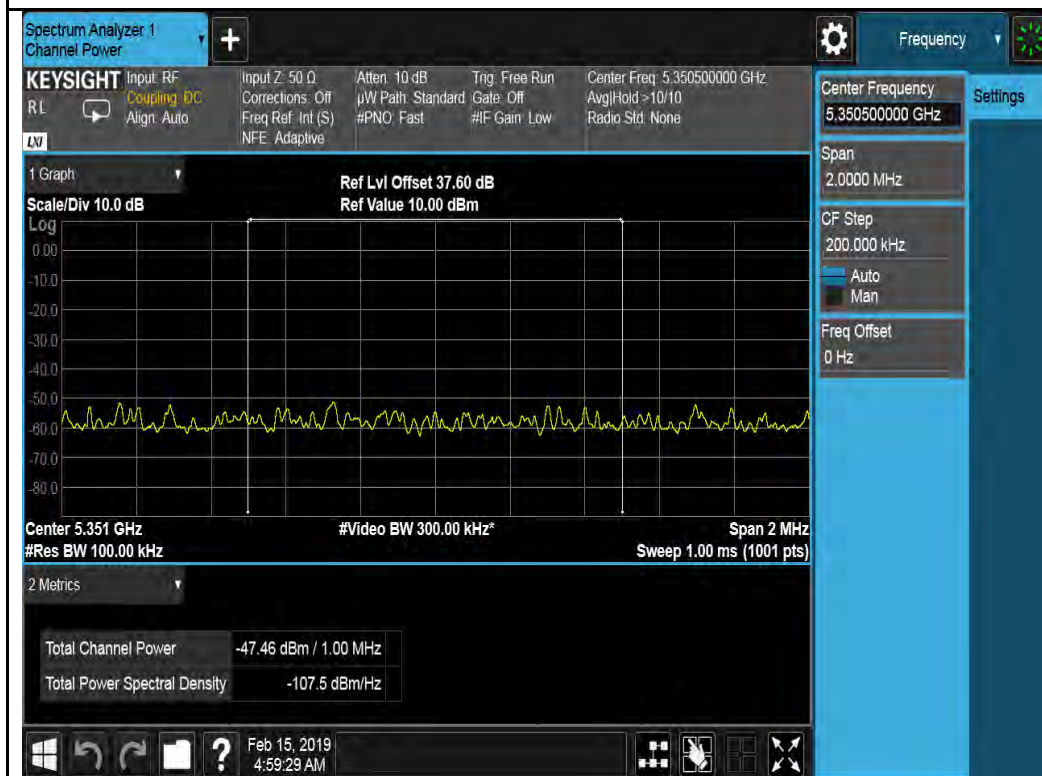 Spectrum Analyzer 1
Channel Power
Frequency
KEYSIGHT
RL
LXI
Input: RF
Coupling: DC
Align: Auto
Input Z: 50 Ω
Corrections: Off
Freq Ref: Int (S)
NFE: Adaptive
Atten: 10 dB
µW Path: Standard
#PNO: Fast
Trig: Free Run
Gate: Off
#IF Gain: Low
Center Freq: 5.350500000 GHz
Avg|Hold >10/10
Radio Std: None
Center Frequency
5.350500000 GHz
Settings
Span
2.0000 MHz
CF Step
200.000 kHz
Auto
Man
Freq Offset
0 Hz
1 Graph
Scale/Div 10.0 dB
Ref Lvl Offset 37.60 dB
Ref Value 10.00 dBm
Log
0.00
-10.0
-20.0
-30.0
-40.0
-50.0
-60.0
-70.0
-80.0
Center 5.351 GHz
#Video BW 300.00 kHz*
Span 2 MHz
#Res BW 100.00 kHz
Sweep 1.00 ms (1001 pts)
2 Metrics
Total Channel Power
-47.46 dBm / 1.00 MHz
Total Power Spectral Density
-107.5 dBm/Hz
Feb 15, 2019
4:59:29 AM